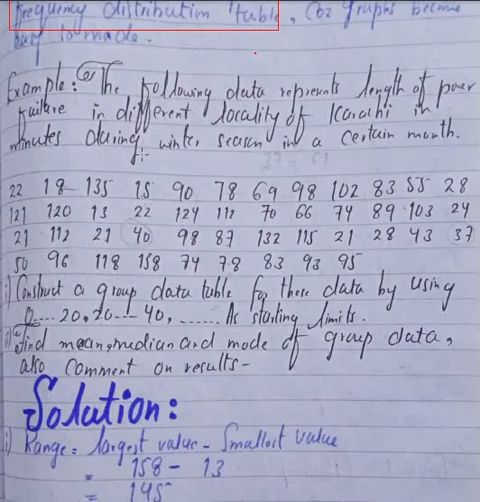 frequency distribution table, Coz graphs become
easy to made.
Example: (a) The following data represents length of power
failure in different locality of Karachi in
minutes during winter season in a certain month.
22 18 135 15 90 78 69 98 102 83 55 28
121 120 13 22 124 112 70 66 74 89 103 24
21 112 21 40 98 87 132 115 21 28 43 37
50 96 118 158 74 78 83 93 95
i) Construct a group data table for these data by using
0.... 20, 20.... 40, ....... As starting limits.
ii) Find mean, median and mode of group data,
also comment on results-
Solution:
i) Range = largest value - Smallest value
= 158 - 13
= 145